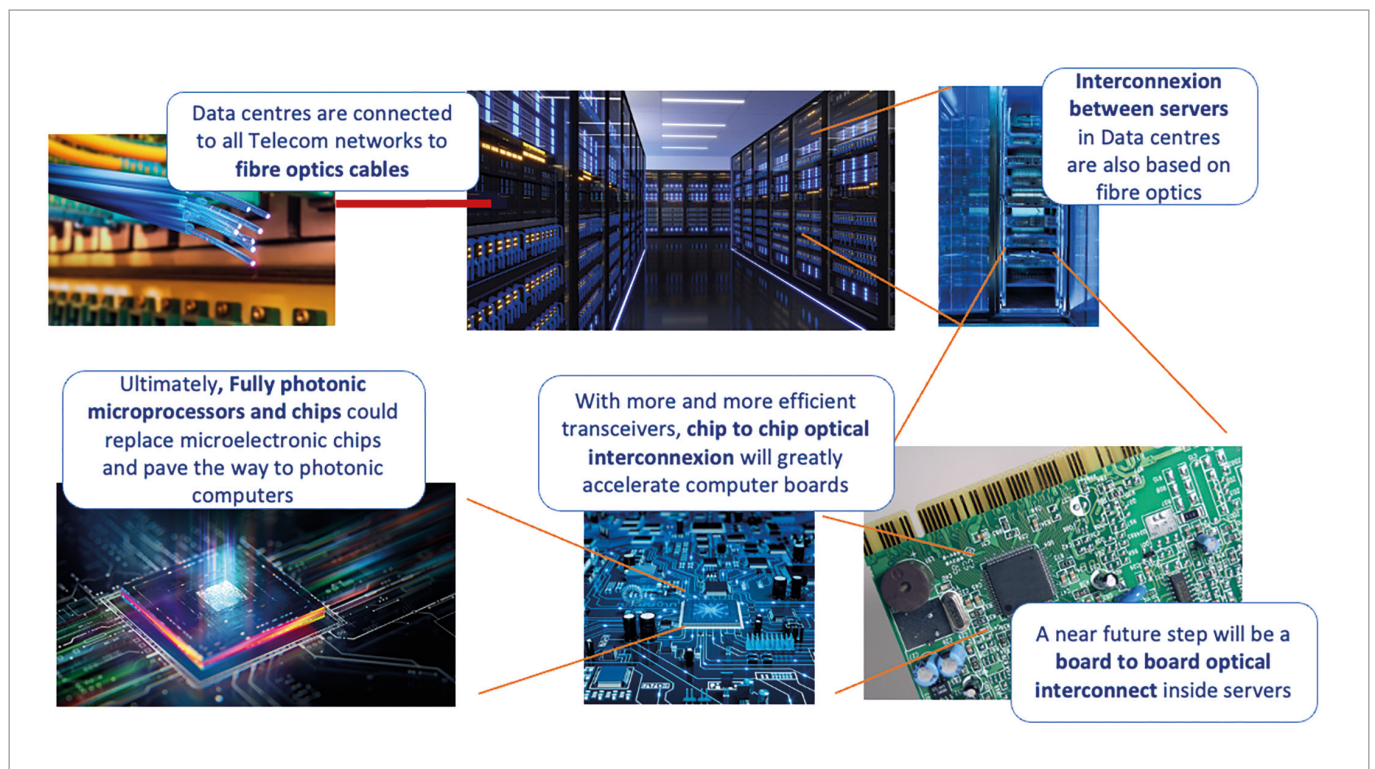 Data centres are connected
to all Telecom networks to
fibre optics cables
Interconnexion
between servers
in Data centres
are also based on
fibre optics
Ultimately, Fully photonic
microprocessors and chips could
replace microelectronic chips
and pave the way to photonic
computers
With more and more efficient
transceivers, chip to chip optical
interconnexion will greatly
accelerate computer boards
A near future step will be a
board to board optical
interconnect inside servers